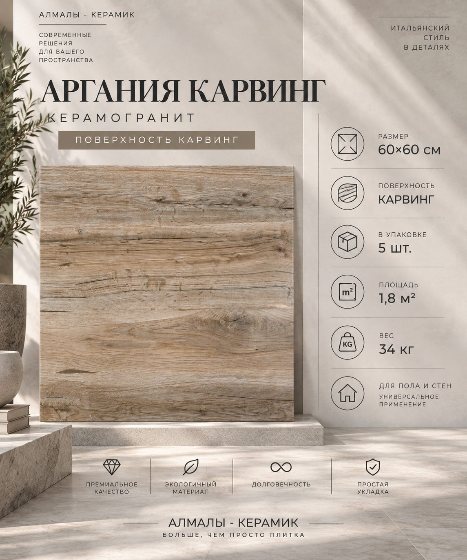 АЛМАЛЫ - КЕРАМИК
СОВРЕМЕННЫЕ
РЕШЕНИЯ
ДЛЯ ВАШЕГО
ПРОСТРАНСТВА
ИТАЛЬЯНСКИЙ
СТИЛЬ
В ДЕТАЛЯХ
АРГАНИЯ КАРВИНГ
КЕРАМОГРАНИТ
ПОВЕРХНОСТЬ КАРВИНГ
РАЗМЕР
60×60 см
ПОВЕРХНОСТЬ
КАРВИНГ
В УПАКОВКЕ
5 шт.
m²
ПЛОЩАДЬ
1,8 м²
KG
ВЕС
34 кг
ДЛЯ ПОЛА И СТЕН
УНИВЕРСАЛЬНОЕ
ПРИМЕНЕНИЕ
ПРЕМИАЛЬНОЕ
КАЧЕСТВО
ЭКОЛОГИЧНЫЙ
МАТЕРИАЛ
ДОЛГОВЕЧНОСТЬ
ПРОСТАЯ
УКЛАДКА
АЛМАЛЫ - КЕРАМИК
БОЛЬШЕ, ЧЕМ ПРОСТО ПЛИТКА